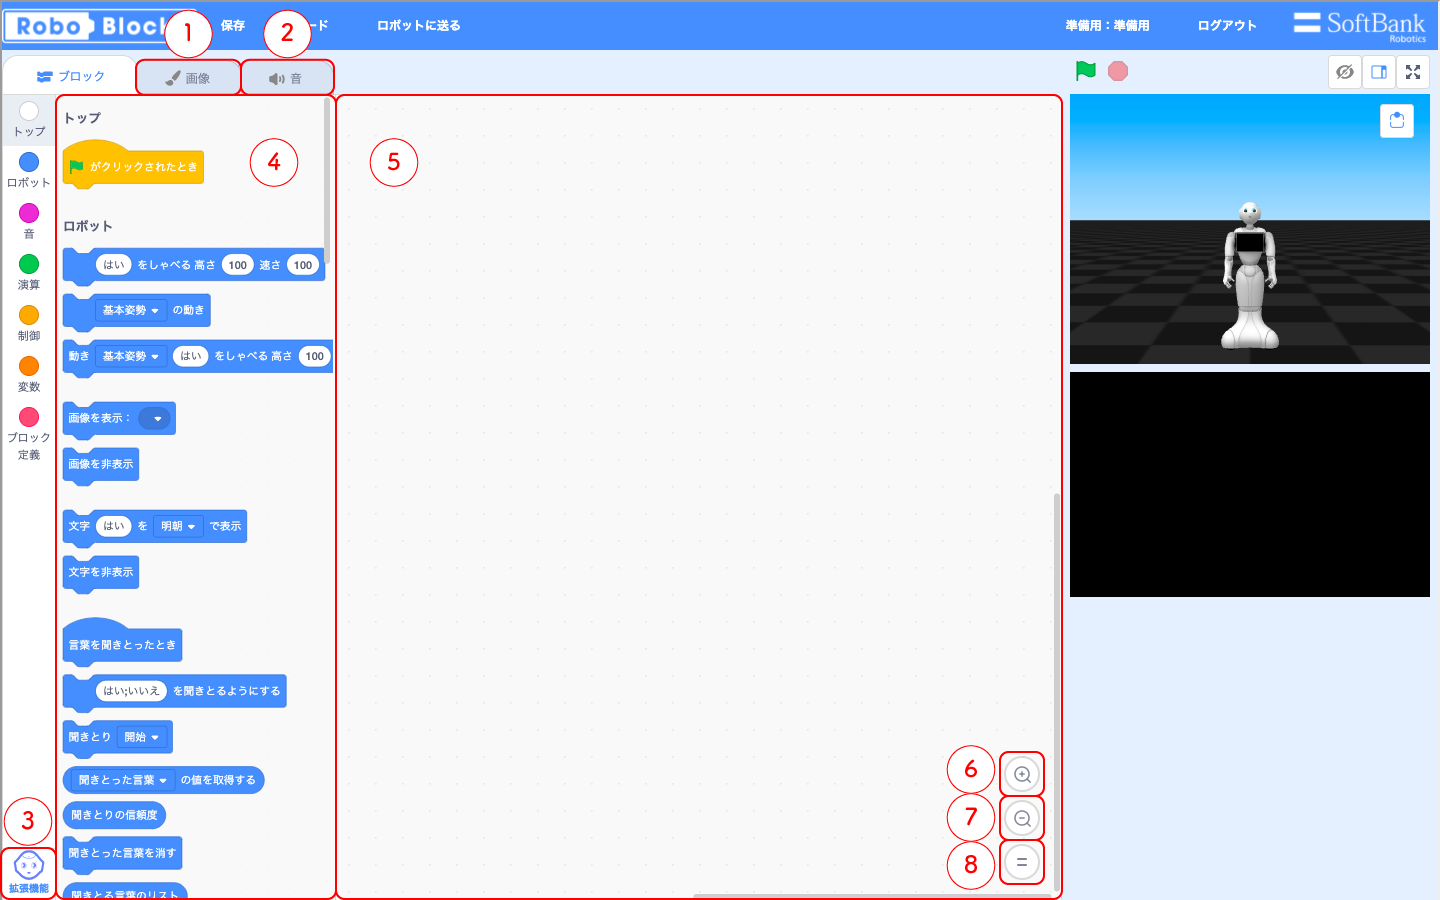 Robo Block
保存
ード
ロボットに送る
準備用：準備用
ログアウト
SoftBank
Robotics
1
2
ブロック
画像
音
トップ
ロボット
音
演算
制御
変数
ブロック
定義
3
拡張機能
トップ
がクリックされたとき
4
5
ロボット
はい をしゃべる 高さ 100 速さ 100
基本姿勢 の動き
動き 基本姿勢 はい をしゃべる 高さ 100
画像を表示：
画像を非表示
文字 はい を 明朝 で表示
文字を非表示
言葉を聞きとったとき
はい;いいえ を聞きとるようにする
聞きとり 開始
聞きとった言葉 の値を取得する
聞きとりの信頼度
聞きとった言葉を消す
聞きとる言葉のリスト
6
7
8